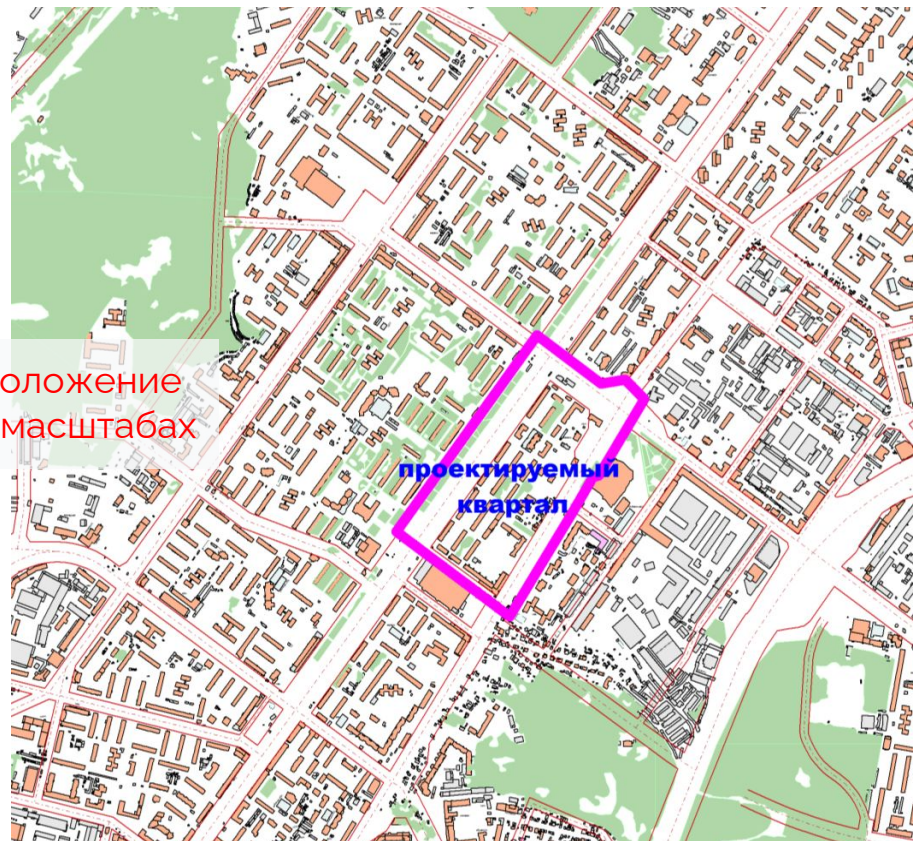 оложение
масштабах
проектируемый
квартал